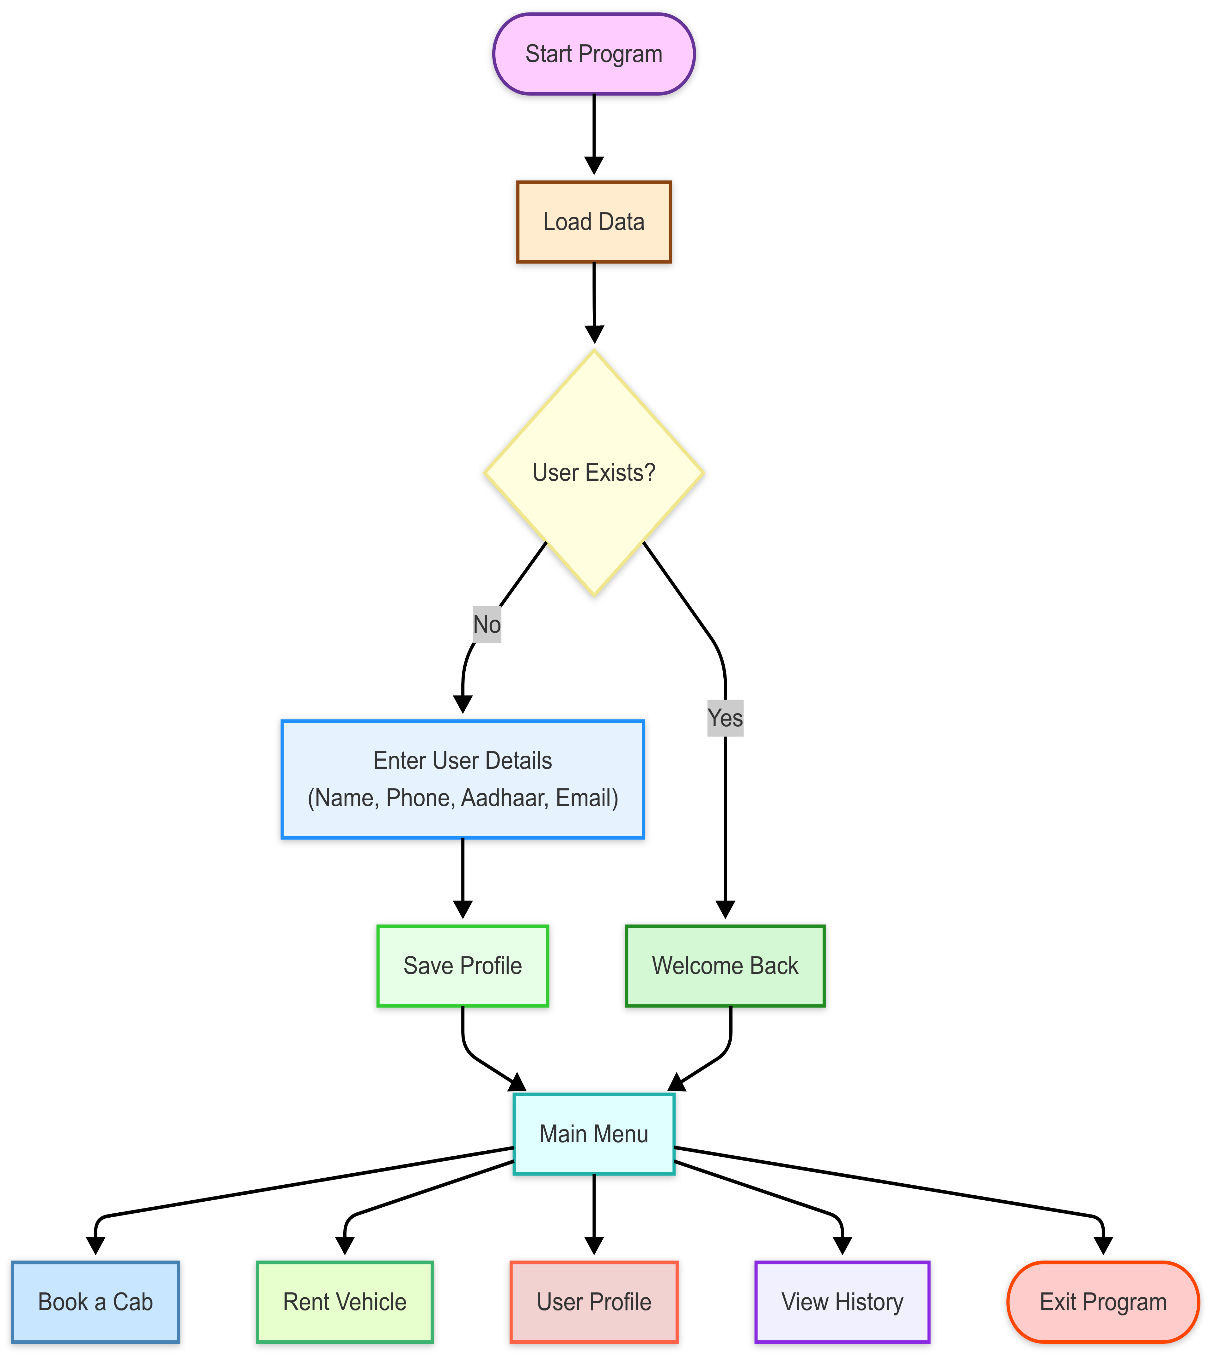 Start Program
Load Data
User Exists?
No
Yes
Enter User Details
(Name, Phone, Aadhaar, Email)
Save Profile
Welcome Back
Main Menu
Book a Cab
Rent Vehicle
User Profile
View History
Exit Program